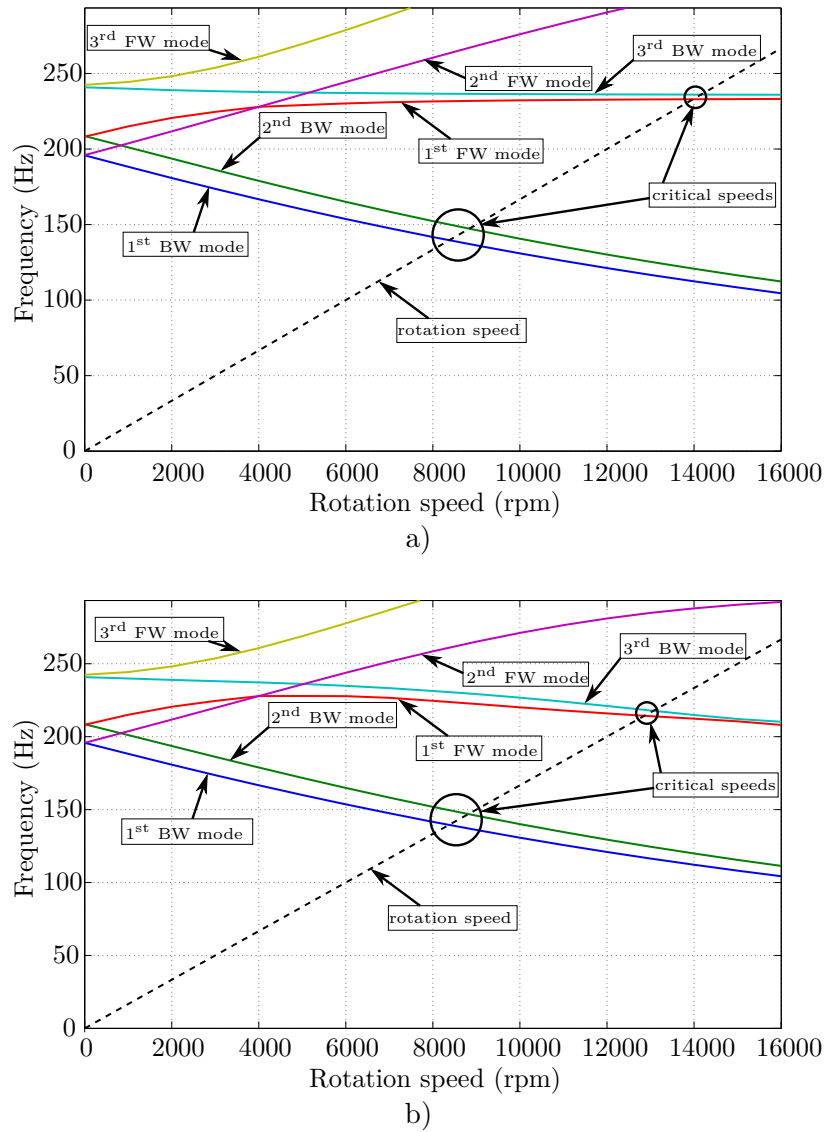 3rd FW mode
3rd BW mode
2nd FW mode
2nd BW mode
1st FW mode
critical speeds
1st BW mode
rotation speed
Frequency (Hz)
250
200
150
100
50
0
0 2000 4000 6000 8000 10000 12000 14000 16000
Rotation speed (rpm)
a)
3rd FW mode
3rd BW mode
2nd FW mode
2nd BW mode
1st FW mode
critical speeds
1st BW mode
rotation speed
Frequency (Hz)
250
200
150
100
50
0
0 2000 4000 6000 8000 10000 12000 14000 16000
Rotation speed (rpm)
b)